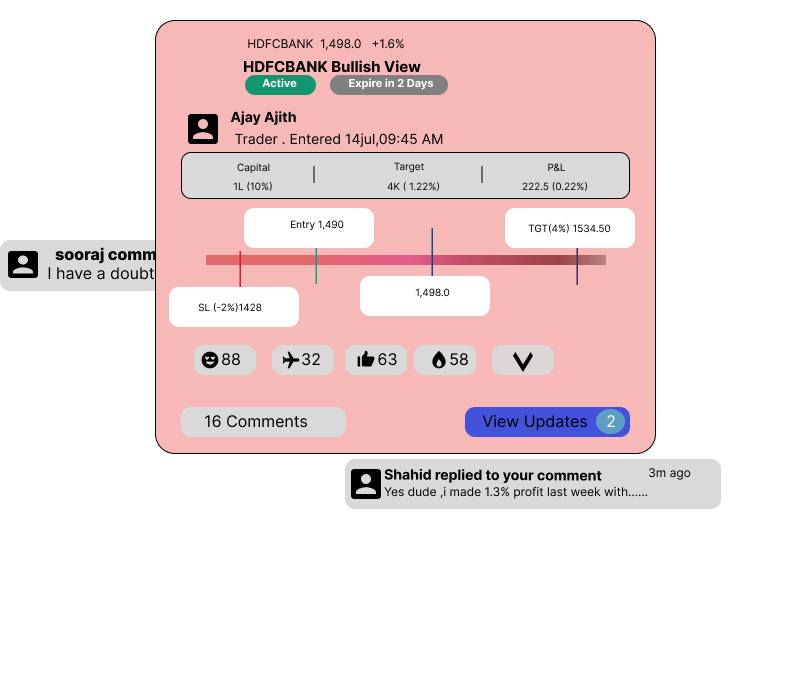 HDFCBANK 1,498.0 +1.6%
HDFCBANK Bullish View
Active Expire in 2 Days
Ajay Ajith
Trader . Entered 14jul,09:45 AM
Capital Target P&L
1L (10%) 4K ( 1.22%) 222.5 (0.22%)
Entry 1,490 TGT(4%) 1534.50
sooraj comm
I have a doubt
SL (-2%)1428 1,498.0
88 32 63 58
16 Comments View Updates 2
Shahid replied to your comment 3m ago
Yes dude ,i made 1.3% profit last week with......